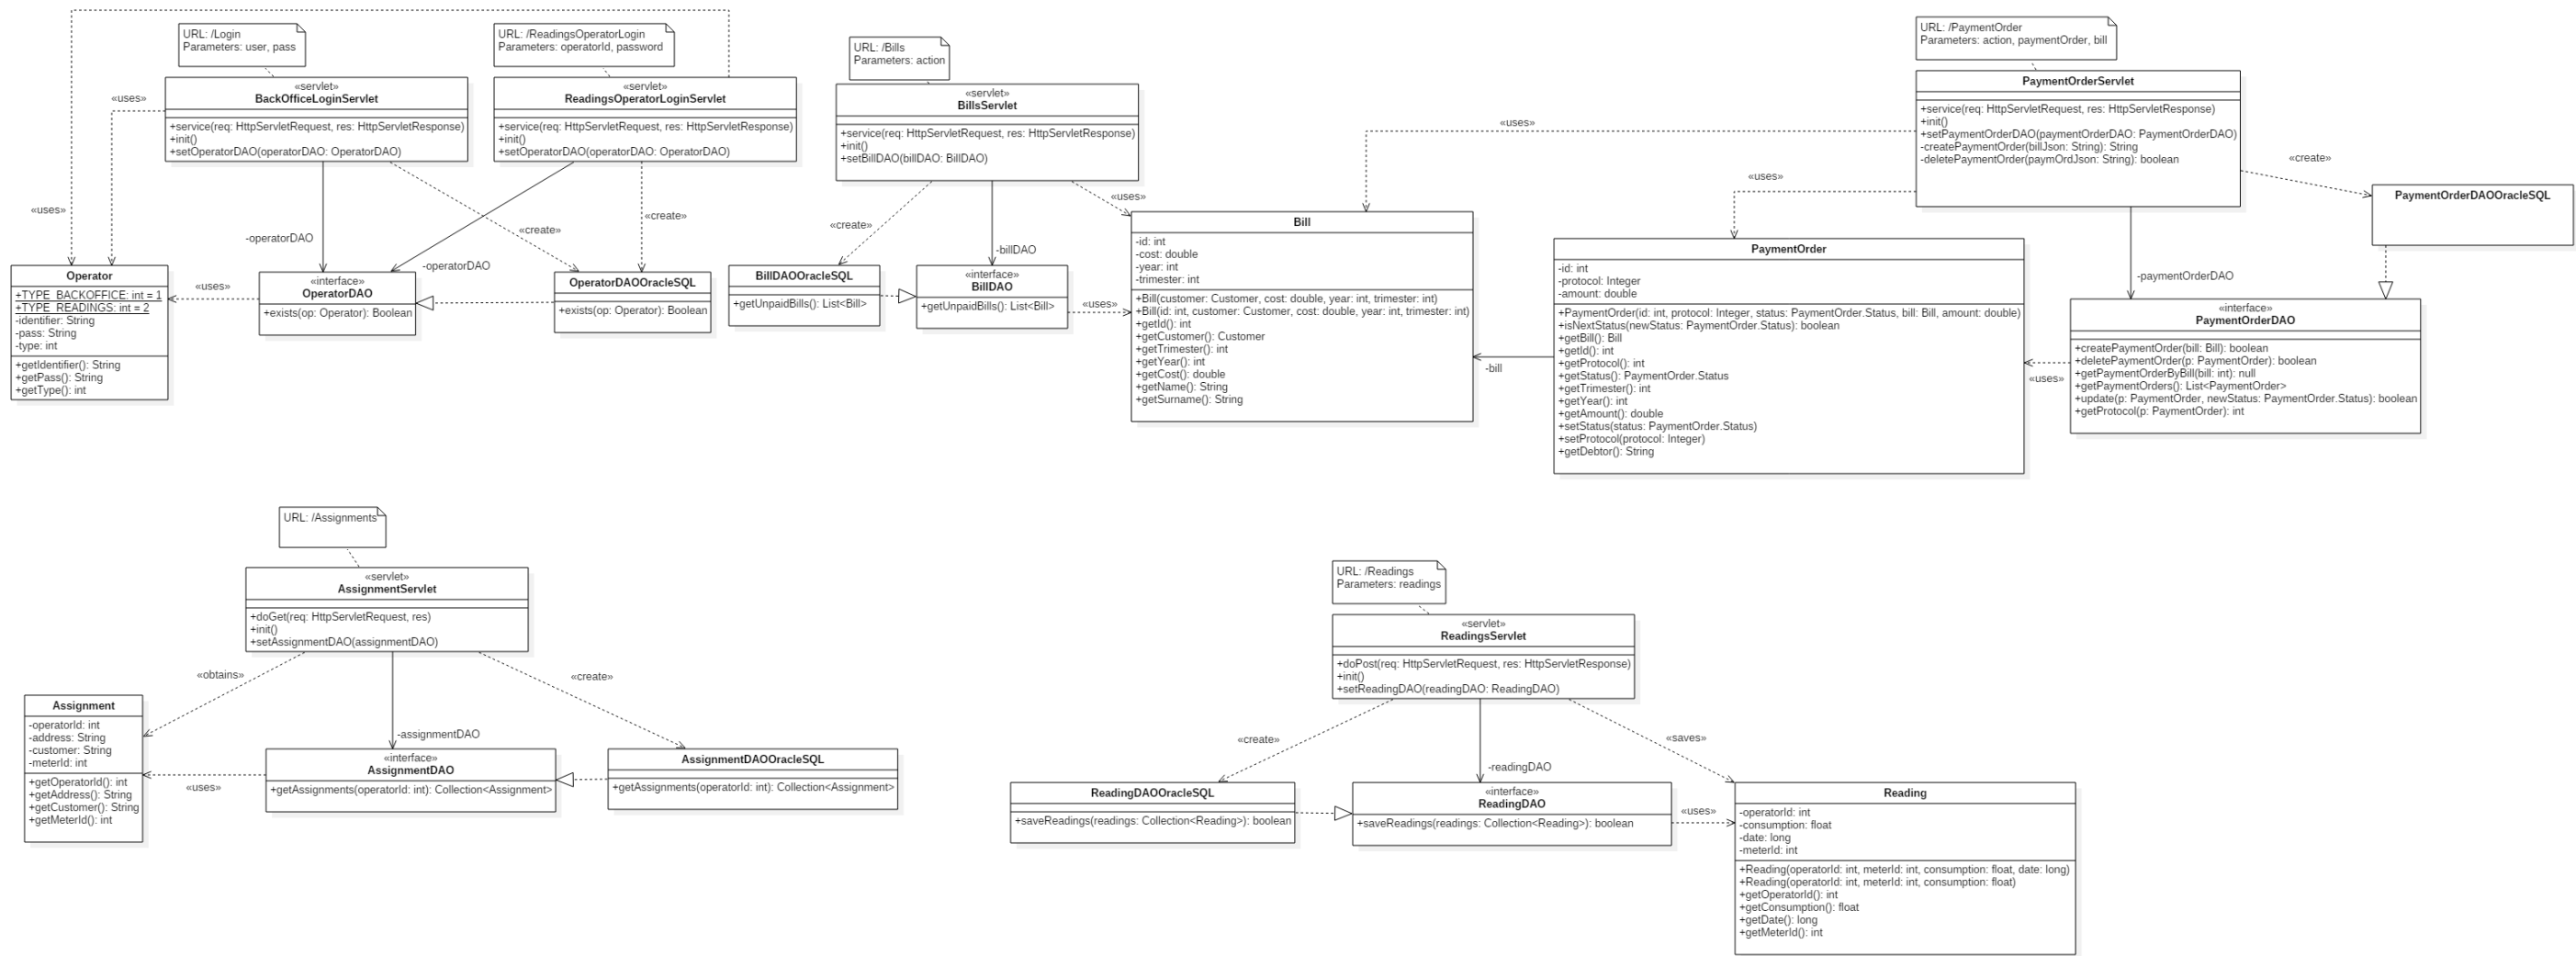 URL: /Login
Parameters: user, pass
«servlet»
BackOfficeLoginServlet
+service(req: HttpServletRequest, res: HttpServletResponse)
+init()
+setOperatorDAO(operatorDAO: OperatorDAO)
URL: /ReadingsOperatorLogin
Parameters: operatorId, password
«servlet»
ReadingsOperatorLoginServlet
+service(req: HttpServletRequest, res: HttpServletResponse)
+init()
+setOperatorDAO(operatorDAO: OperatorDAO)
«uses»
«uses»
-operatorDAO
-operatorDAO
«create»
«create»
Operator
+TYPE_BACKOFFICE: int = 1
+TYPE_READINGS: int = 2
-identifier: String
-pass: String
-type: int
+getIdentifier(): String
+getPass(): String
+getType(): int
«uses»
«interface»
OperatorDAO
+exists(op: Operator): Boolean
OperatorDAOOracleSQL
+exists(op: Operator): Boolean
URL: /Bills
Parameters: action
«servlet»
BillsServlet
+service(req: HttpServletRequest, res: HttpServletResponse)
+init()
+setBillDAO(billDAO: BillDAO)
«create»
-billDAO
«uses»
BillDAOOracleSQL
+getUnpaidBills(): List<Bill>
«interface»
BillDAO
+getUnpaidBills(): List<Bill>
«uses»
Bill
-id: int
-cost: double
-year: int
-trimester: int
+Bill(customer: Customer, cost: double, year: int, trimester: int)
+Bill(id: int, customer: Customer, cost: double, year: int, trimester: int)
+getId(): int
+getCustomer(): Customer
+getTrimester(): int
+getYear(): int
+getCost(): double
+getName(): String
+getSurname(): String
URL: /PaymentOrder
Parameters: action, paymentOrder, bill
PaymentOrderServlet
+service(req: HttpServletRequest, res: HttpServletResponse)
+init()
+setPaymentOrderDAO(paymentOrderDAO: PaymentOrderDAO)
-createPaymentOrder(billJson: String): String
-deletePaymentOrder(paymOrdJson: String): boolean
«uses»
«uses»
«create»
-paymentOrderDAO
PaymentOrderDAOOracleSQL
-bill
PaymentOrder
-id: int
-protocol: Integer
-amount: double
+PaymentOrder(id: int, protocol: Integer, status: PaymentOrder.Status, bill: Bill, amount: double)
+isNextStatus(newStatus: PaymentOrder.Status): boolean
+getBill(): Bill
+getId(): int
+getProtocol(): int
+getStatus(): PaymentOrder.Status
+getTrimester(): int
+getYear(): int
+getAmount(): double
+setStatus(status: PaymentOrder.Status)
+setProtocol(protocol: Integer)
+getDebtor(): String
«uses»
«interface»
PaymentOrderDAO
+createPaymentOrder(bill: Bill): boolean
+deletePaymentOrder(p: PaymentOrder): boolean
+getPaymentOrderByBill(bill: int): null
+getPaymentOrders(): List<PaymentOrder>
+update(p: PaymentOrder, newStatus: PaymentOrder.Status): boolean
+getProtocol(p: PaymentOrder): int
URL: /Assignments
«servlet»
AssignmentServlet
+doGet(req: HttpServletRequest, res)
+init()
+setAssignmentDAO(assignmentDAO)
«obtains»
-assignmentDAO
«create»
Assignment
-operatorId: int
-address: String
-customer: String
-meterId: int
+getOperatorId(): int
+getAddress(): String
+getCustomer(): String
+getMeterId(): int
«uses»
«interface»
AssignmentDAO
+getAssignments(operatorId: int): Collection<Assignment>
AssignmentDAOOracleSQL
+getAssignments(operatorId: int): Collection<Assignment>
URL: /Readings
Parameters: readings
«servlet»
ReadingsServlet
+doPost(req: HttpServletRequest, res: HttpServletResponse)
+init()
+setReadingDAO(readingDAO: ReadingDAO)
«create»
-readingDAO
«saves»
ReadingDAOOracleSQL
+saveReadings(readings: Collection<Reading>): boolean
«interface»
ReadingDAO
+saveReadings(readings: Collection<Reading>): boolean
«uses»
Reading
-operatorId: int
-consumption: float
-date: long
-meterId: int
+Reading(operatorId: int, meterId: int, consumption: float, date: long)
+Reading(operatorId: int, meterId: int, consumption: float)
+getOperatorId(): int
+getConsumption(): float
+getDate(): long
+getMeterId(): int